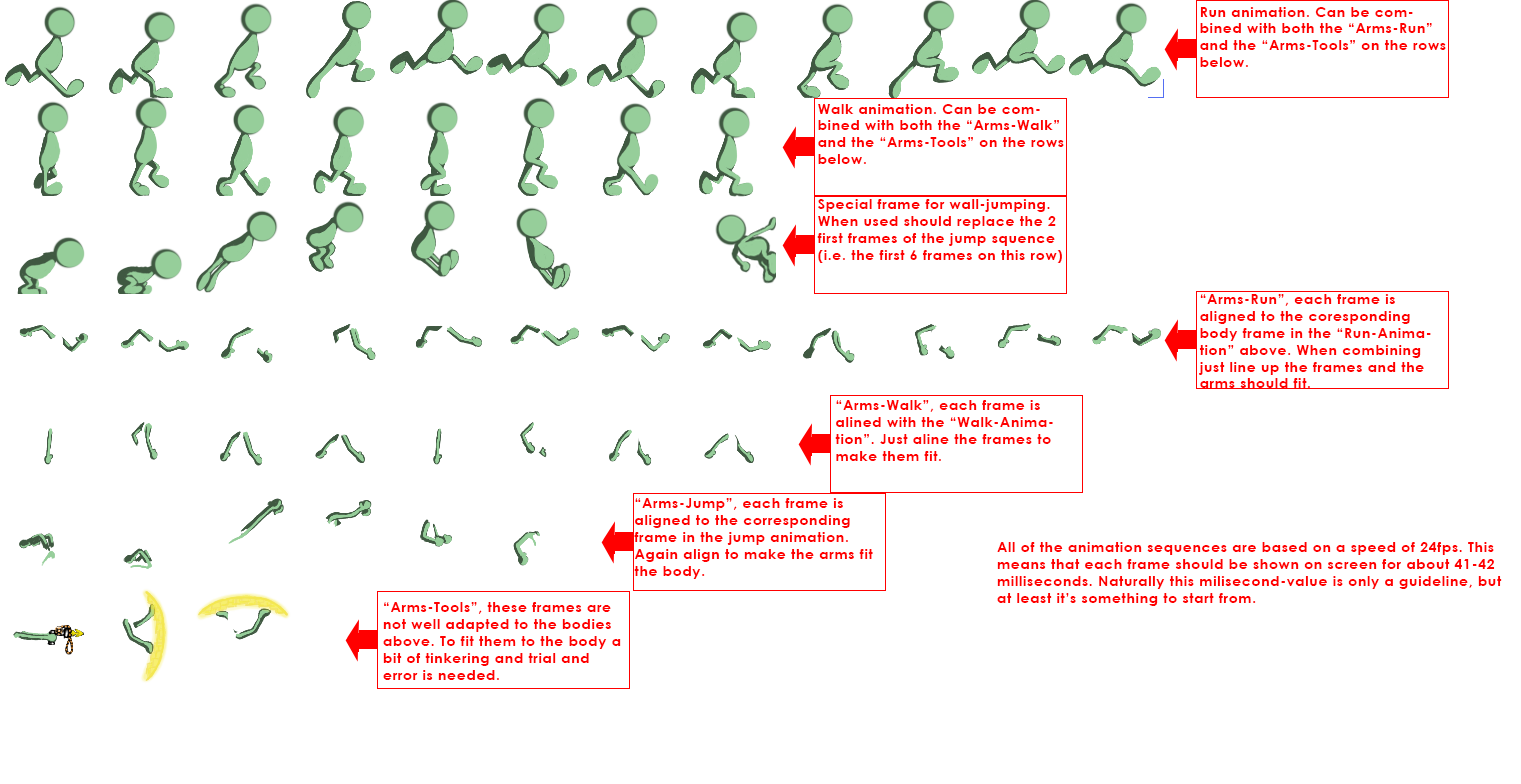 Run animation. Can be com-
bined with both the “Arms-Run”
and the “Arms-Tools” on the rows
below.
Walk animation. Can be com-
bined with both the “Arms-Walk”
and the “Arms-Tools” on the rows
below.
Special frame for wall-jumping.
When used should replace the 2
first frames of the jump squence
(i.e. the first 6 frames on this row)
“Arms-Run”, each frame is
aligned to the coresponding
body frame in the “Run-Anima-
tion” above. When combining
just line up the frames and the
arms should fit.
“Arms-Walk”, each frame is
alined with the “Walk-Anima-
tion”. Just aline the frames to
make them fit.
“Arms-Jump”, each frame is
aligned to the corresponding
frame in the jump animation.
Again align to make the arms fit
the body.
All of the animation sequences are based on a speed of 24fps. This
means that each frame should be shown on screen for about 41-42
milliseconds. Naturally this milisecond-value is only a guideline, but
at least it’s something to start from.
“Arms-Tools”, these frames are
not well adapted to the bodies
above. To fit them to the body a
bit of tinkering and trial and
error is needed.